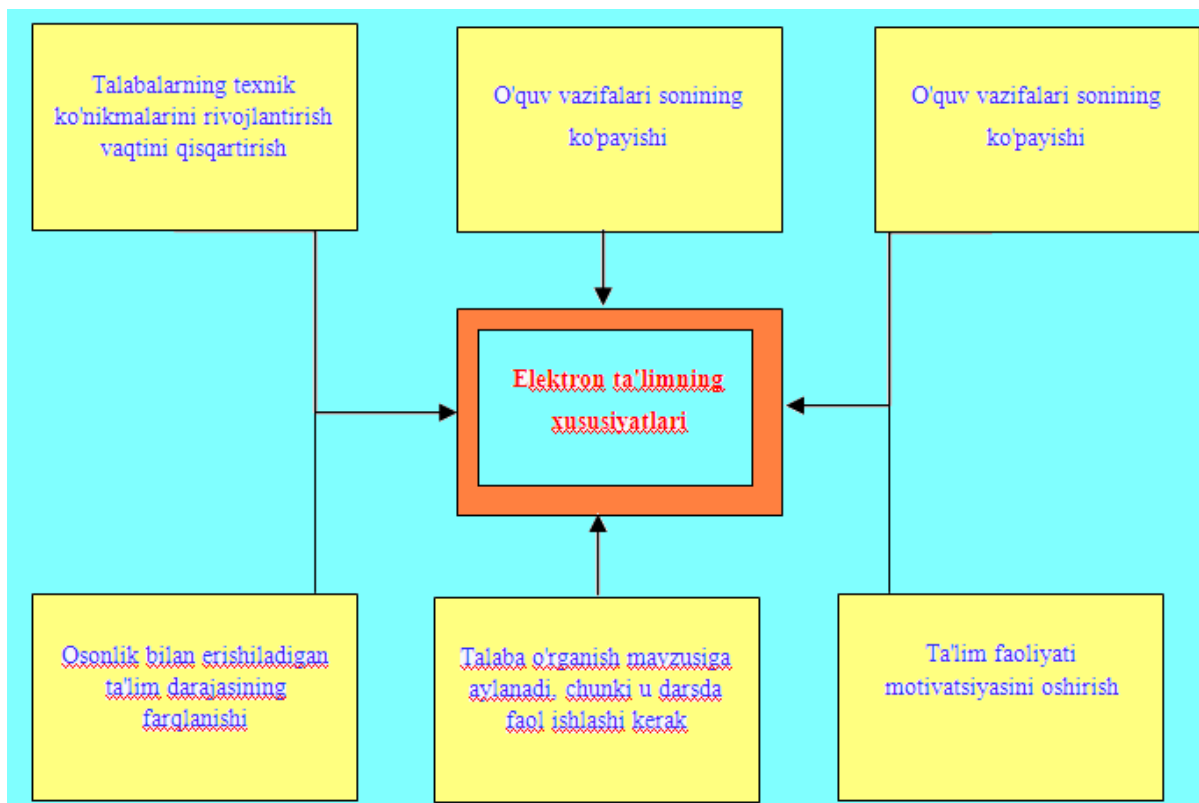 Talabalarning texnik
ko'nikmalarini rivojlantirish
vaqtini qisqartirish
O'quv vazifalari sonining
ko'payishi
O'quv vazifalari sonining
ko'payishi
Elektron ta'limning
xususiyatlari
Osonlik bilan erishiladigan
ta'lim darajasining
farqlanishi
Talaba o'rganish mavzusiga
aylanadi, chunki u darsda
faol ishlashi kerak
Ta'lim faoliyati
motivatsiyasini oshirish